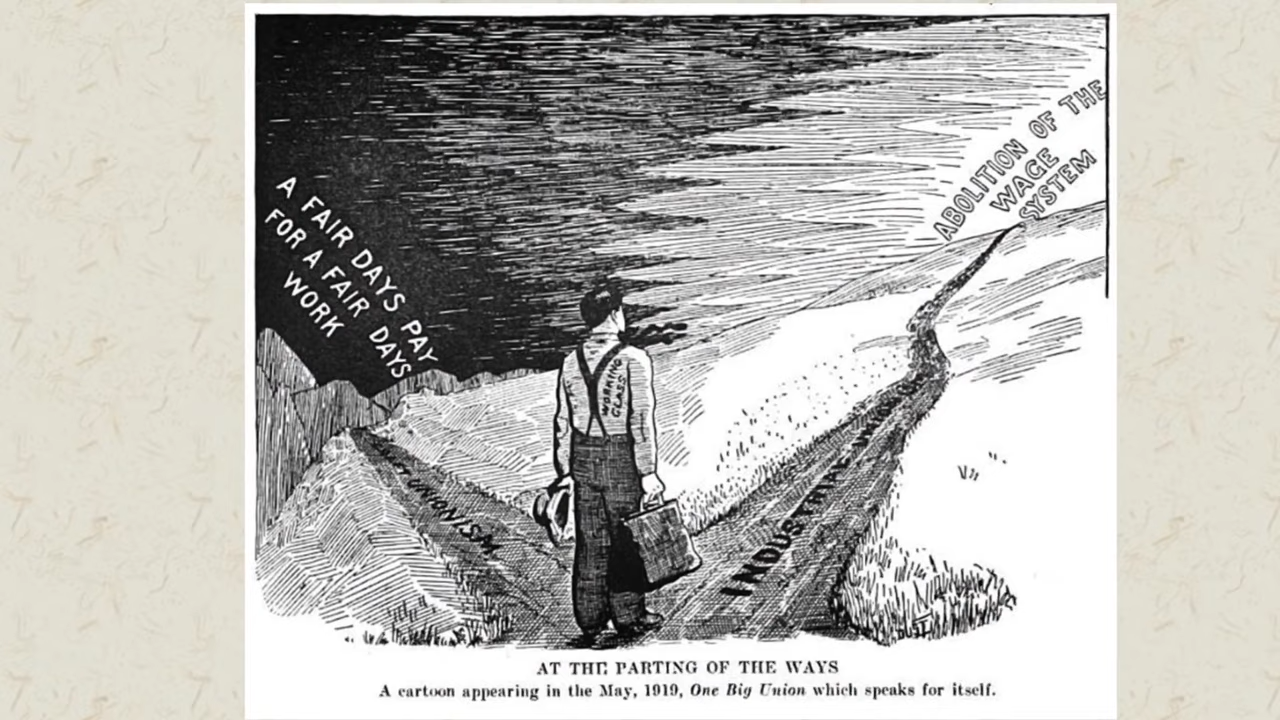 A FAIR DAYS PAY
FOR A FAIR DAYS
WORK
ABOLITION OF THE
WAGE
SYSTEM
WORKING
CLASS
UNIONISM
INDUSTRIAL
AT THE PARTING OF THE WAYS
A cartoon appearing in the May, 1919, One Big Union which speaks for itself.